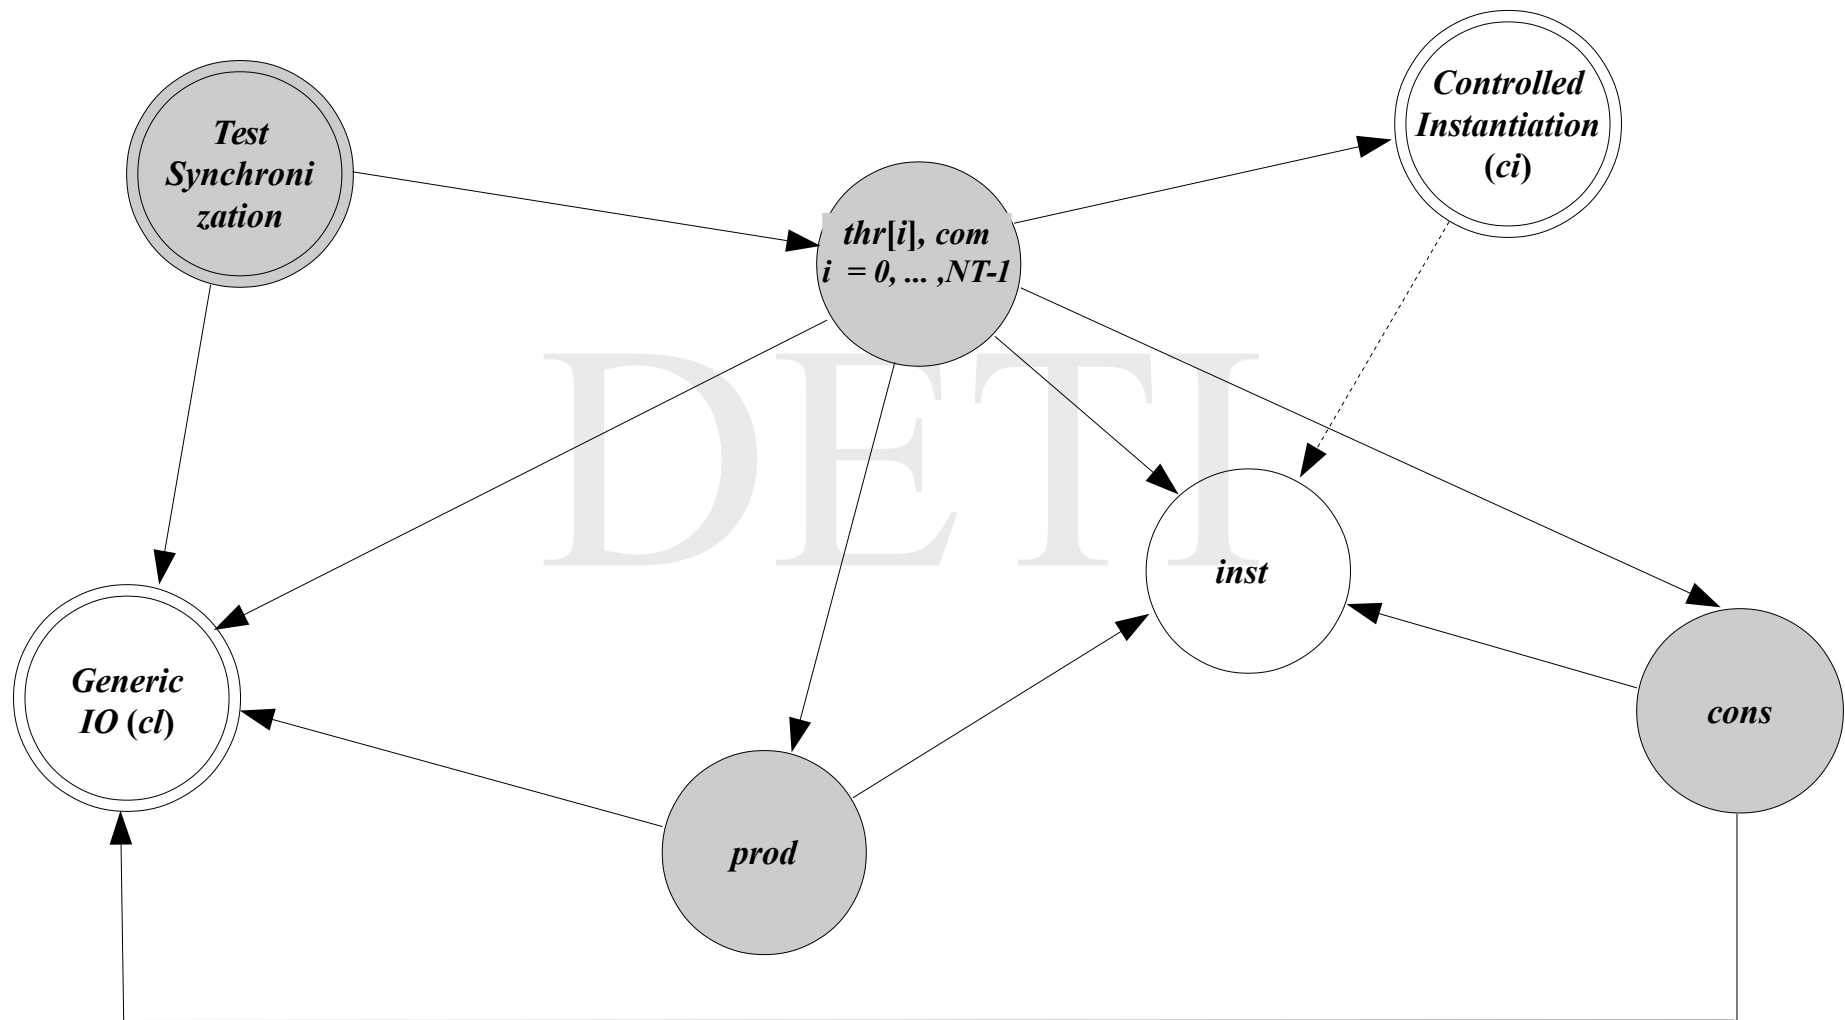 Test
Synchroni
zation
Controlled
Instantiation
(ci)
thr[i], com
i = 0, ... ,NT-1
DETI
inst
Generic
IO (cl)
cons
prod